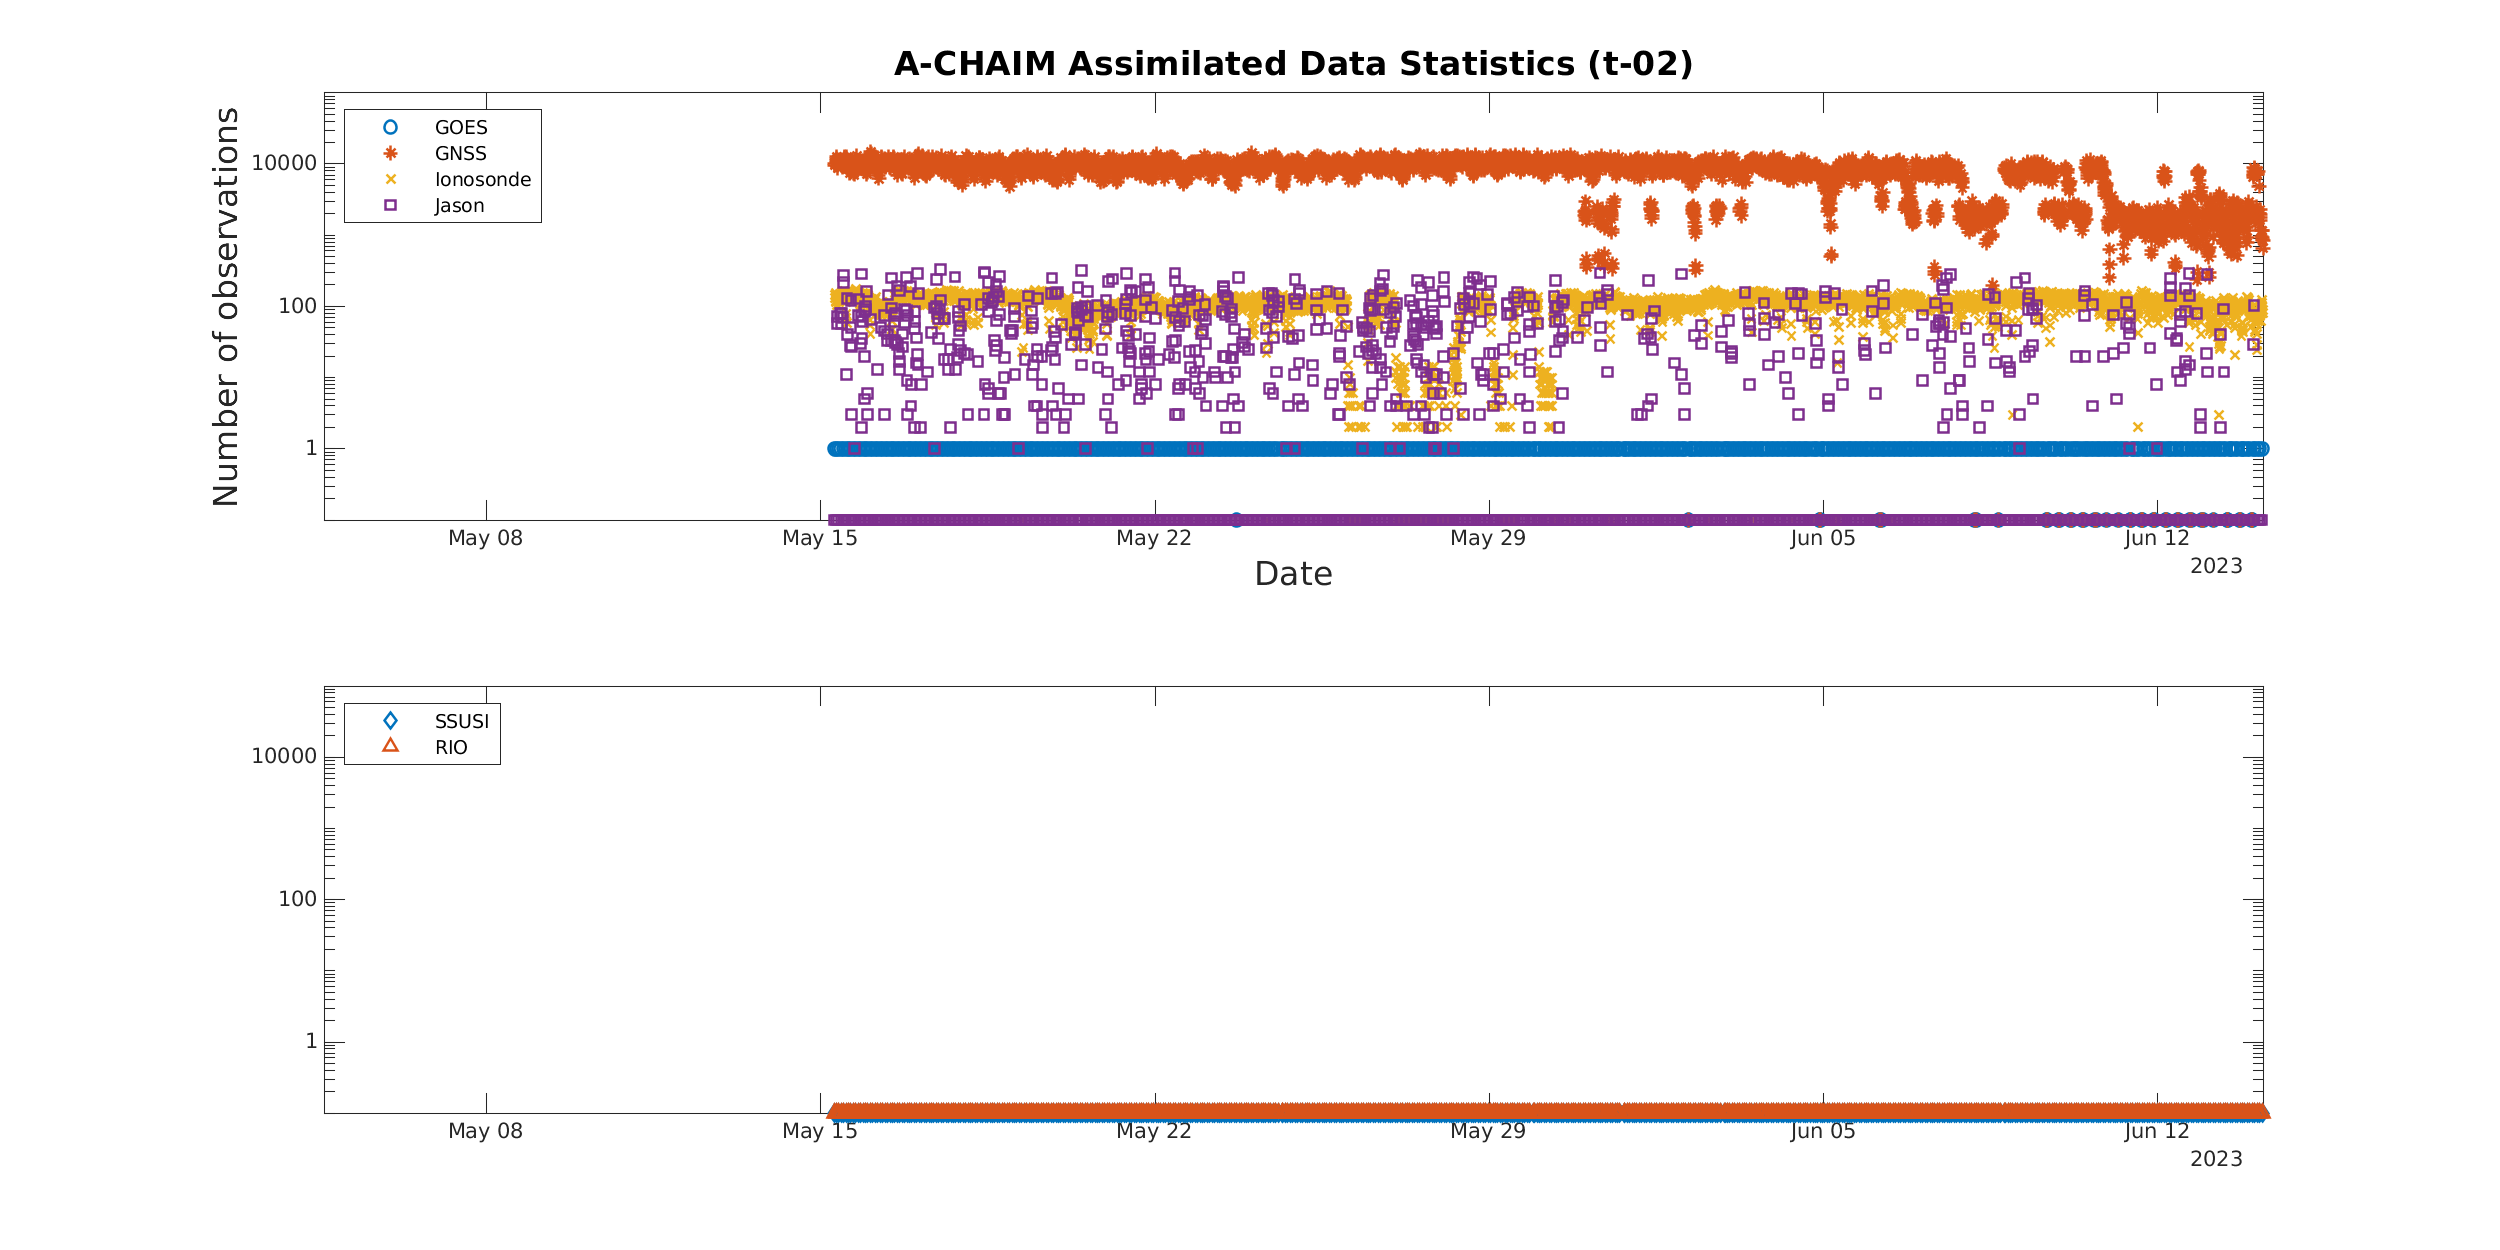 A-CHAIM Assimilated Data Statistics (t-02)
Number of observations
10000
100
1
GOES
GNSS
Ionosonde
Jason
May 08
May 15
May 22
May 29
Jun 05
Jun 12
2023
Date
10000
100
1
SSUSI
RIO
May 08
May 15
May 22
May 29
Jun 05
Jun 12
2023